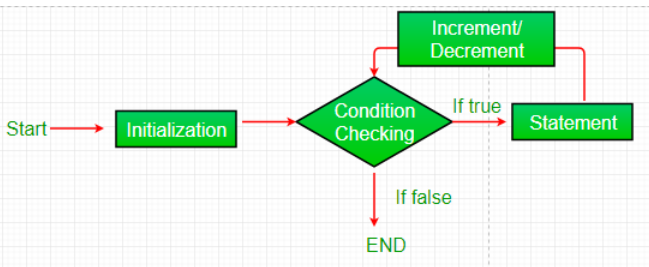 Increment/
Decrement
Start
Initialization
Condition
Checking
If true
Statement
If false
END